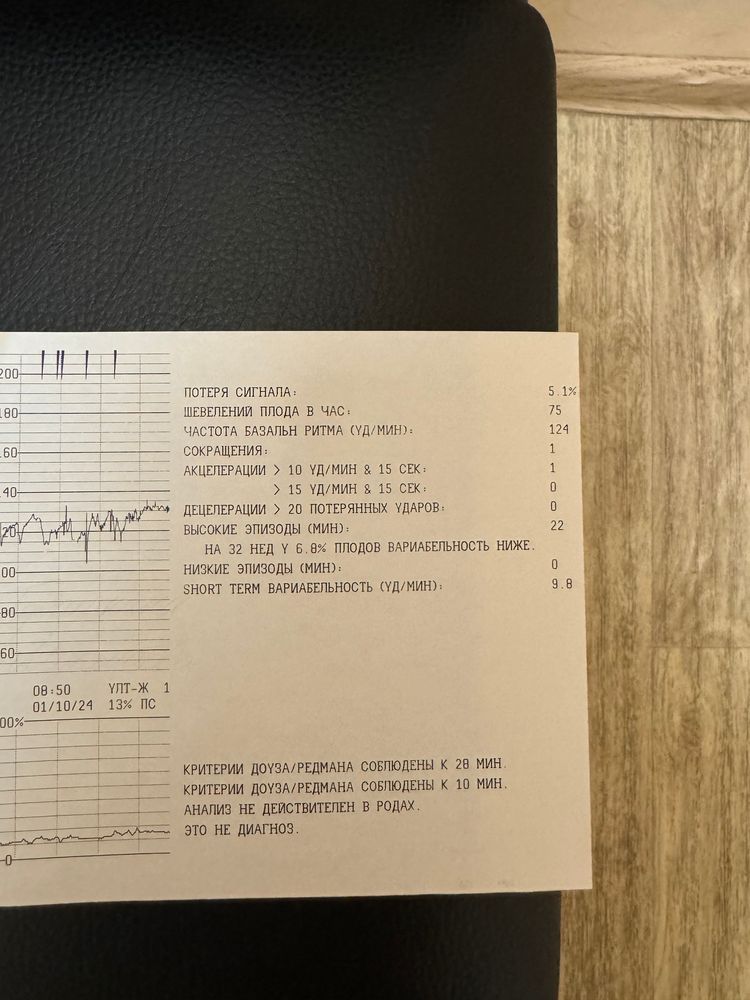 200
180
160
140
120
100
80
60
08:50 УЛТ-Ж 1
01/10/24 13% ПС
00%
0
ПОТЕРЯ СИГНАЛА: 5.1%
ШЕВЕЛЕНИЙ ПЛОДА В ЧАС: 75
ЧАСТОТА БАЗАЛЬН РИТМА (УД/МИН): 124
СОКРАЩЕНИЯ: 1
АКЦЕЛЕРАЦИИ > 10 УД/МИН & 15 СЕК: 1
> 15 УД/МИН & 15 СЕК: 0
ДЕЦЕЛЕРАЦИИ > 20 ПОТЕРЯННЫХ УДАРОВ: 0
ВЫСОКИЕ ЭПИЗОДЫ (МИН): 22
НА 32 НЕД У 6.8% ПЛОДОВ ВАРИАБЕЛЬНОСТЬ НИЖЕ.
НИЗКИЕ ЭПИЗОДЫ (МИН): 0
SHORT TERM ВАРИАБЕЛЬНОСТЬ (УД/МИН): 9.8
КРИТЕРИИ ДОУЗА/РЕДМАНА СОБЛЮДЕНЫ К 28 МИН.
КРИТЕРИИ ДОУЗА/РЕДМАНА СОБЛЮДЕНЫ К 10 МИН.
АНАЛИЗ НЕ ДЕЙСТВИТЕЛЕН В РОДАХ.
ЭТО НЕ ДИАГНОЗ.